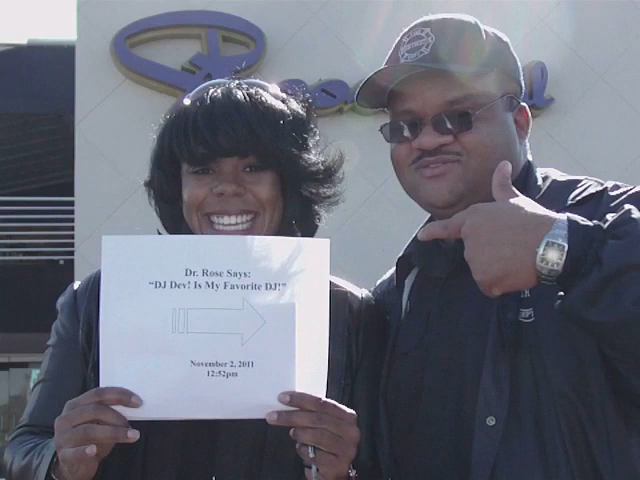 Dr. Rose Says:
"DJ Dev! Is My Favorite DJ!"
November 2, 2011
12:52pm